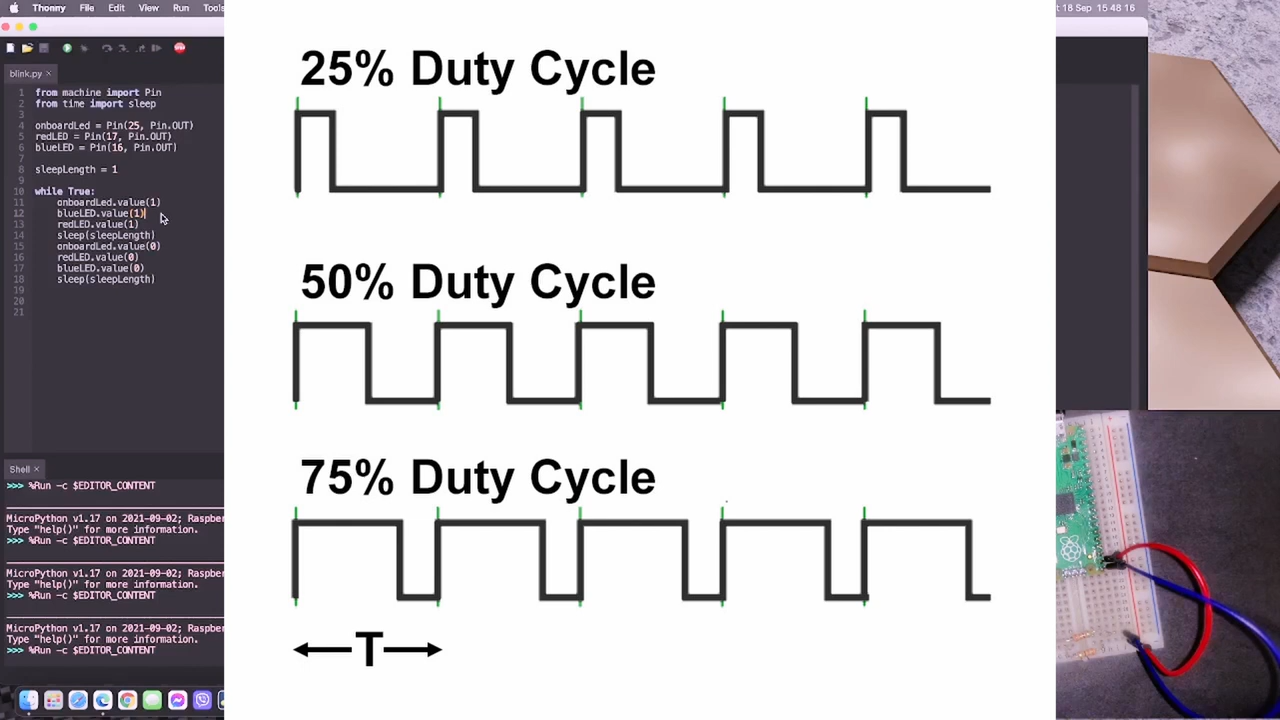 Thonny File Edit View Run Tools
t 18 Sep 15 48 16
blink.py
1 from machine import Pin
2 from time import sleep
3
4 onboardLed = Pin(25, Pin.OUT)
5 redLED = Pin(17, Pin.OUT)
6 blueLED = Pin(16, Pin.OUT)
7
8 sleepLength = 1
9
10 while True:
11 onboardLed.value(1)
12 blueLED.value(1)
13 redLED.value(1)
14 sleep(sleepLength)
15 onboardLed.value(0)
16 redLED.value(0)
17 blueLED.value(0)
18 sleep(sleepLength)
19
20
21
Shell
>>> %Run -c $EDITOR_CONTENT
MicroPython v1.17 on 2021-09-02; Raspber
Type "help()" for more information.
>>> %Run -c $EDITOR_CONTENT
MicroPython v1.17 on 2021-09-02; Raspber
Type "help()" for more information.
>>> %Run -c $EDITOR_CONTENT
MicroPython v1.17 on 2021-09-02; Raspber
Type "help()" for more information.
>>> %Run -c $EDITOR_CONTENT
25% Duty Cycle
50% Duty Cycle
75% Duty Cycle
T